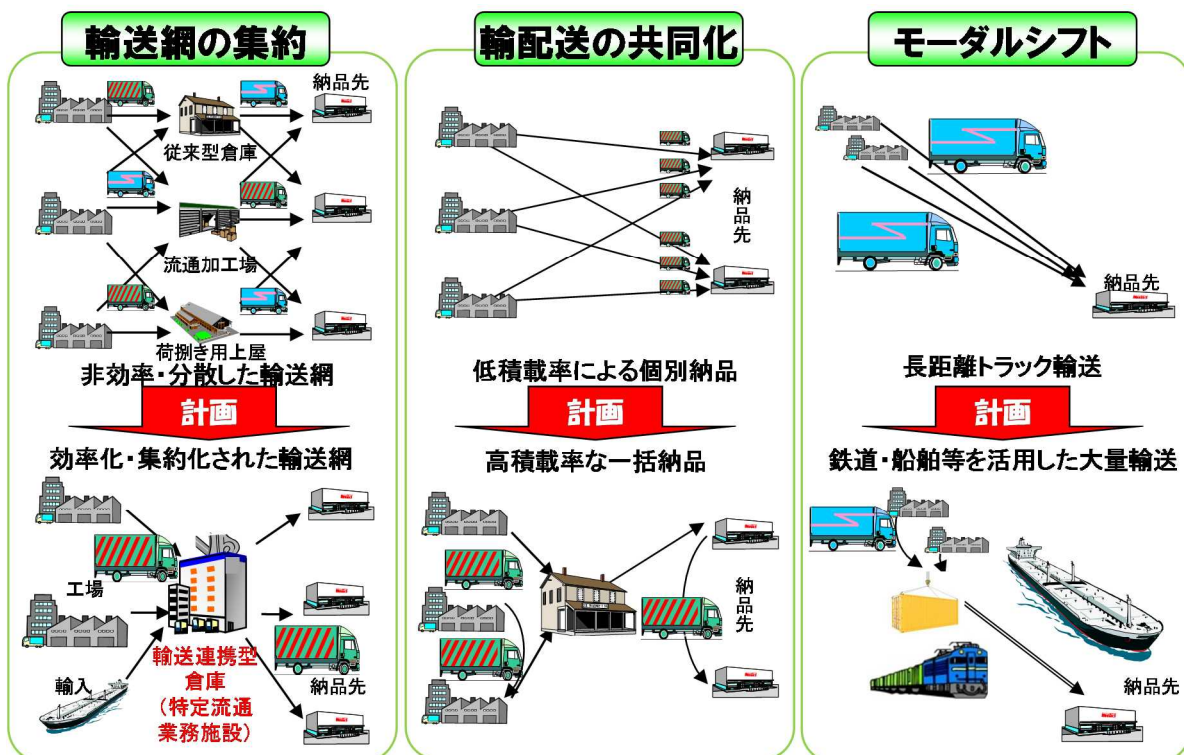 輸送網の集約
納品先
従来型倉庫
流通加工場
荷捌き用上屋
非効率・分散した輸送網
計画
効率化・集約化された輸送網
工場
輸入
輸送連携型
倉庫
(特定流通
業務施設)
納品先
輸配送の共同化
納品先
低積載率による個別納品
計画
高積載率な一括納品
納品先
モーダルシフト
納品先
長距離トラック輸送
計画
鉄道・船舶等を活用した大量輸送
納品先